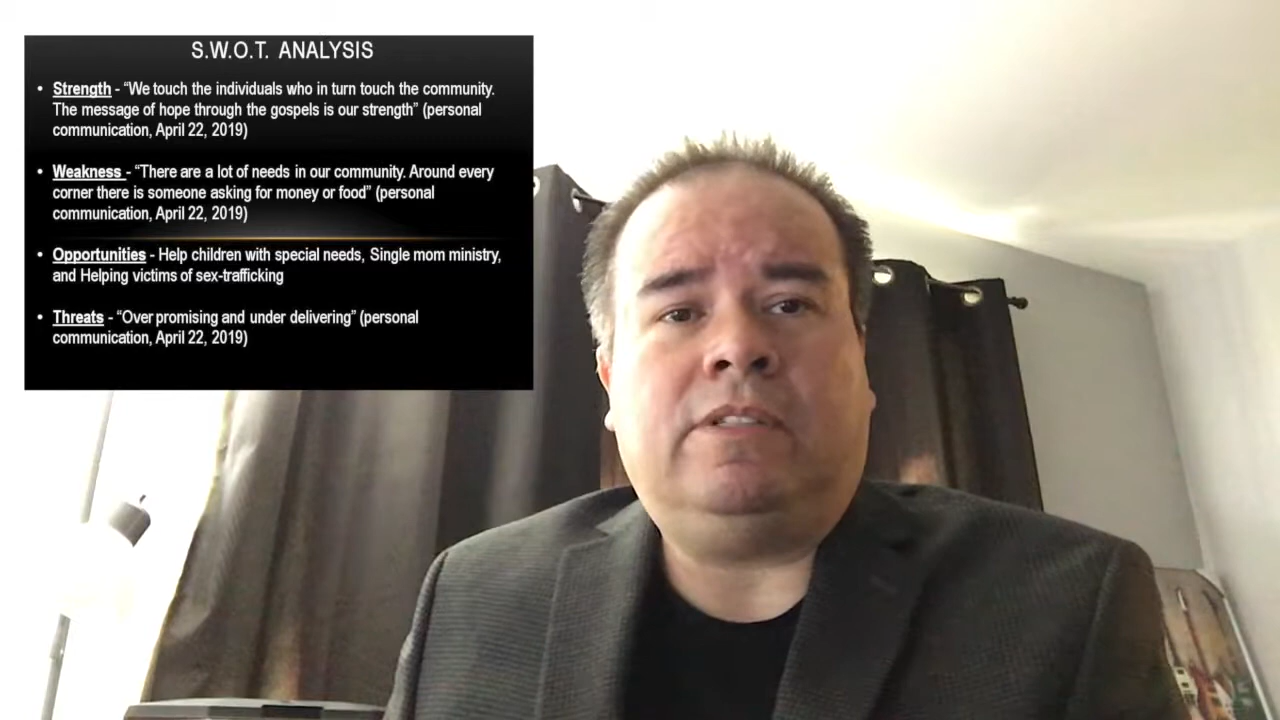 S.W.O.T. ANALYSIS
• Strength - “We touch the individuals who in turn touch the community.
The message of hope through the gospels is our strength” (personal
communication, April 22, 2019)
• Weakness - “There are a lot of needs in our community. Around every
corner there is someone asking for money or food” (personal
communication, April 22, 2019)
• Opportunities - Help children with special needs, Single mom ministry,
and Helping victims of sex-trafficking
• Threats - “Over promising and under delivering” (personal
communication, April 22, 2019)